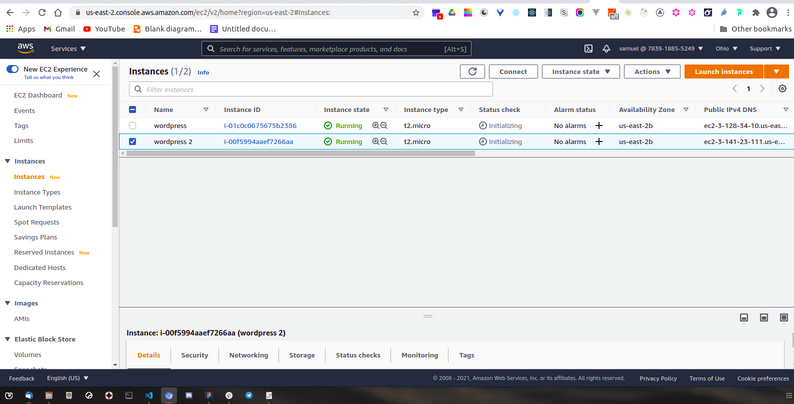 us-east-2.console.aws.amazon.com/ec2/v2/home?region=us-east-2#Instances:
Apps Gmail YouTube Blank diagram... Untitled docu... Other bookmarks
aws Services Search for services, features, marketplace products, and docs [Alt+S] samuel @ 7839-1885-5249 Ohio Support
New EC2 Experience
Tell us what you think
EC2 Dashboard New
Events
Tags
Limits
Instances
Instances New
Instance Types
Launch Templates
Spot Requests
Savings Plans
Reserved Instances New
Dedicated Hosts
Capacity Reservations
Images
AMIs
Elastic Block Store
Volumes
Instances (1/2) Info
Connect Instance state Actions Launch instances
Filter instances
1
Name Instance ID Instance state Instance type Status check Alarm status Availability Zone Public IPv4 DNS
wordpress i-01c0c0675675b2386 Running t2.micro Initializing No alarms us-east-2b ec2-3-128-34-10.us-eas...
wordpress 2 i-00f5994aaef7266aa Running t2.micro Initializing No alarms us-east-2b ec2-3-141-23-111.us-e...
Instance: i-00f5994aaef7266aa (wordpress 2)
Details Security Networking Storage Status checks Monitoring Tags
Feedback English (US) © 2008 - 2021, Amazon Web Services, Inc. or its affiliates. All rights reserved. Privacy Policy Terms of Use Cookie preferences